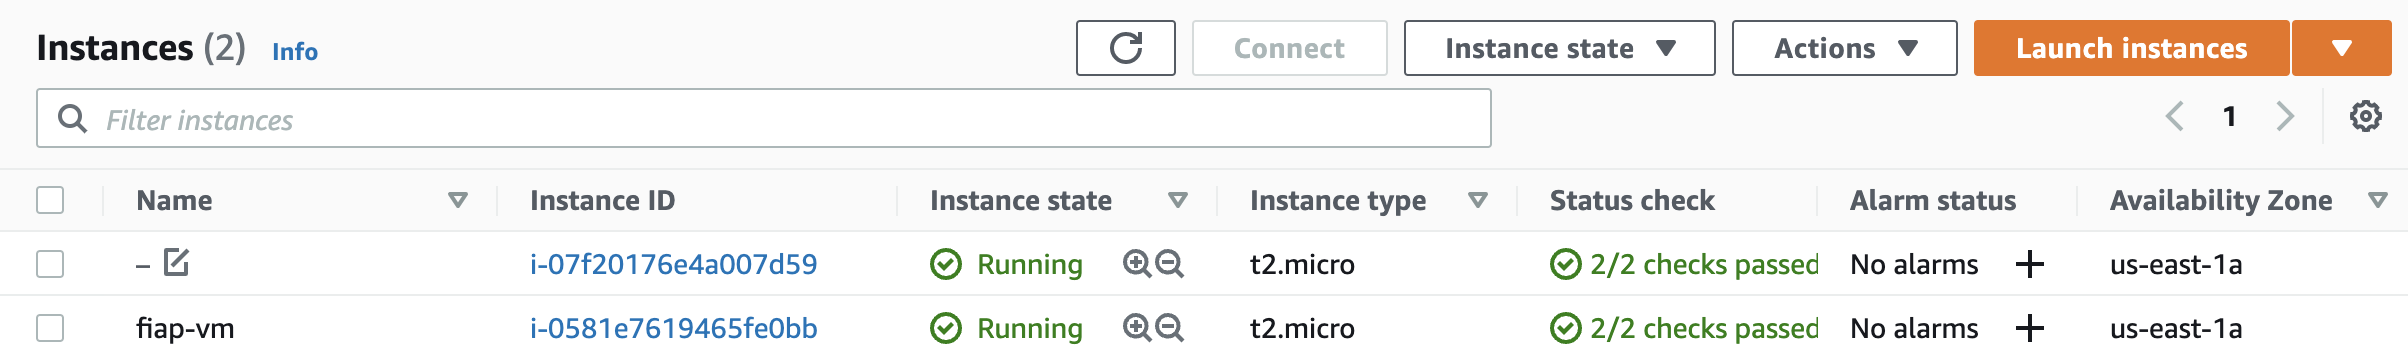 Instances (2) Info Connect Instance state Actions Launch instances
Filter instances 1
Name Instance ID Instance state Instance type Status check Alarm status Availability Zone
– i-07f20176e4a007d59 Running t2.micro 2/2 checks passed No alarms us-east-1a
fiap-vm i-0581e7619465fe0bb Running t2.micro 2/2 checks passed No alarms us-east-1a